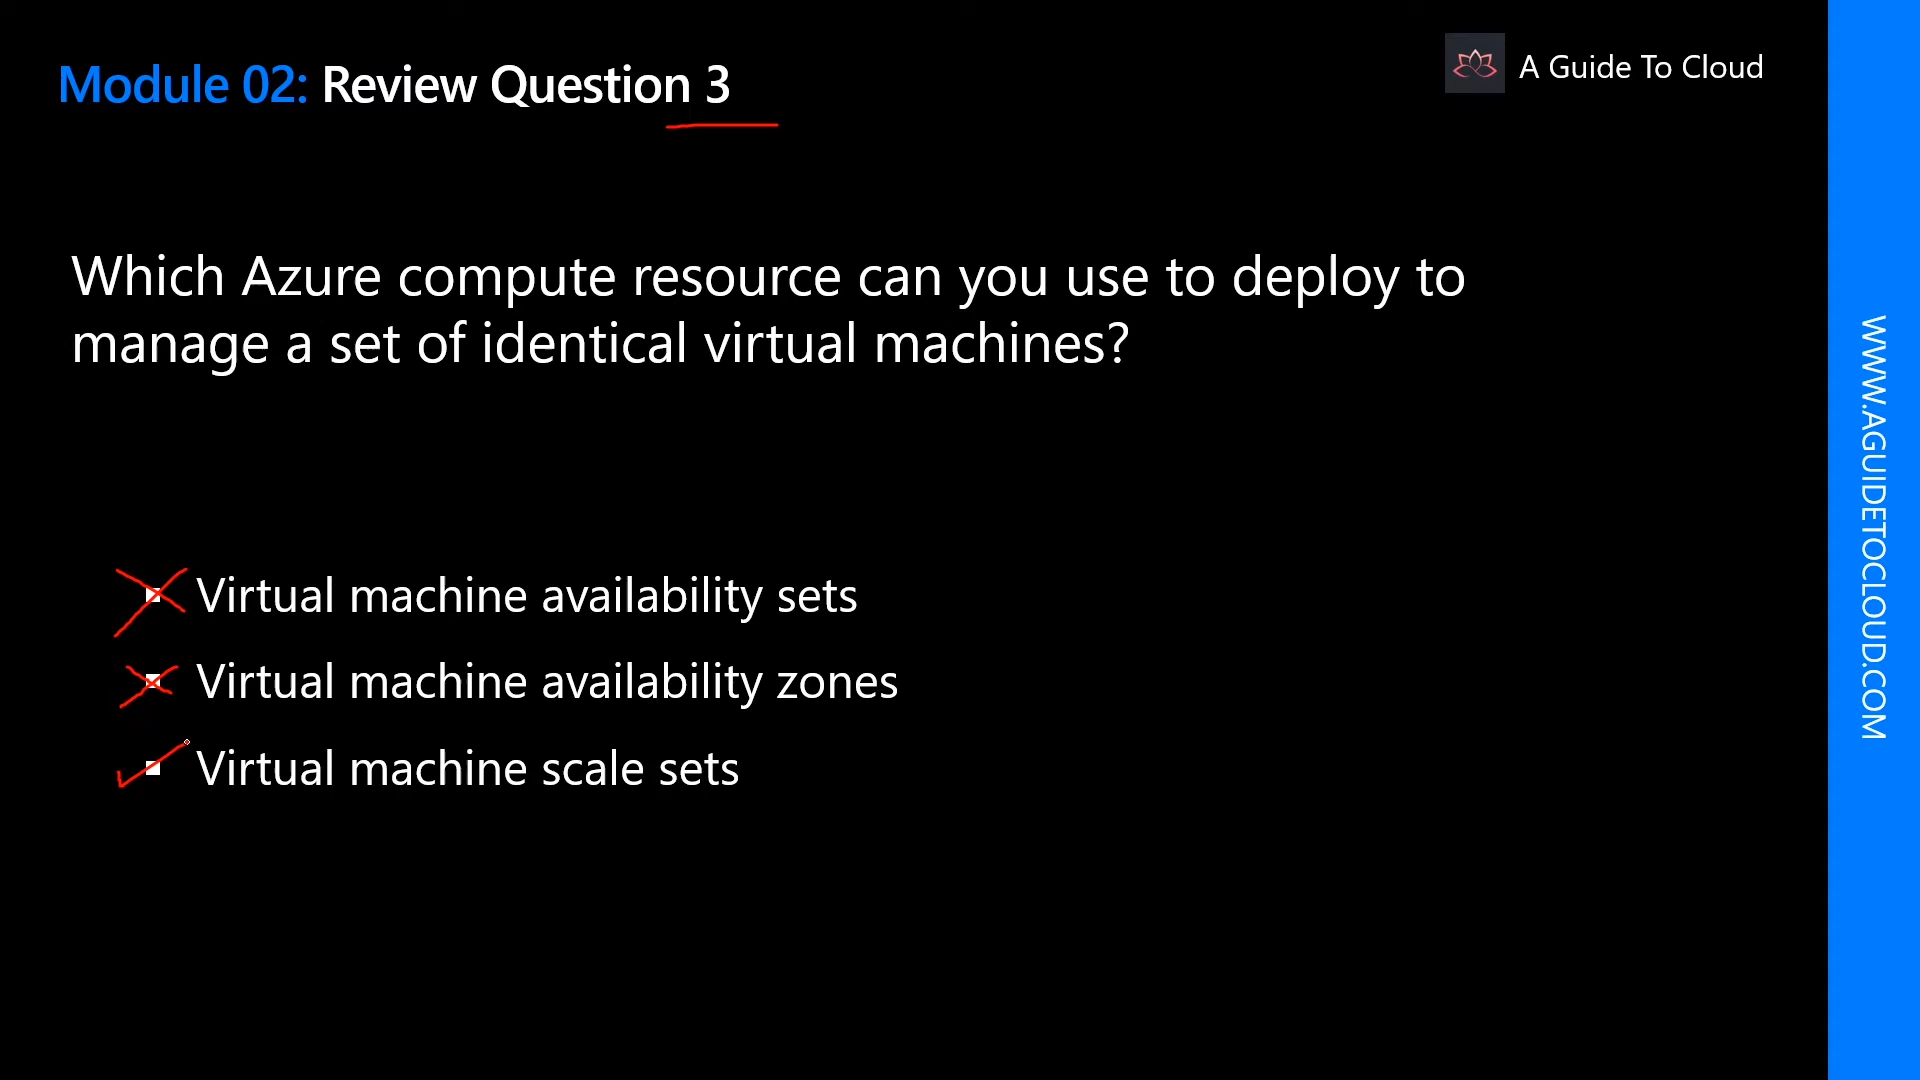 Module 02: Review Question 3
A Guide To Cloud
Which Azure compute resource can you use to deploy to
manage a set of identical virtual machines?
Virtual machine availability sets
Virtual machine availability zones
Virtual machine scale sets
WWW.AGUIDETOCLOUD.COM